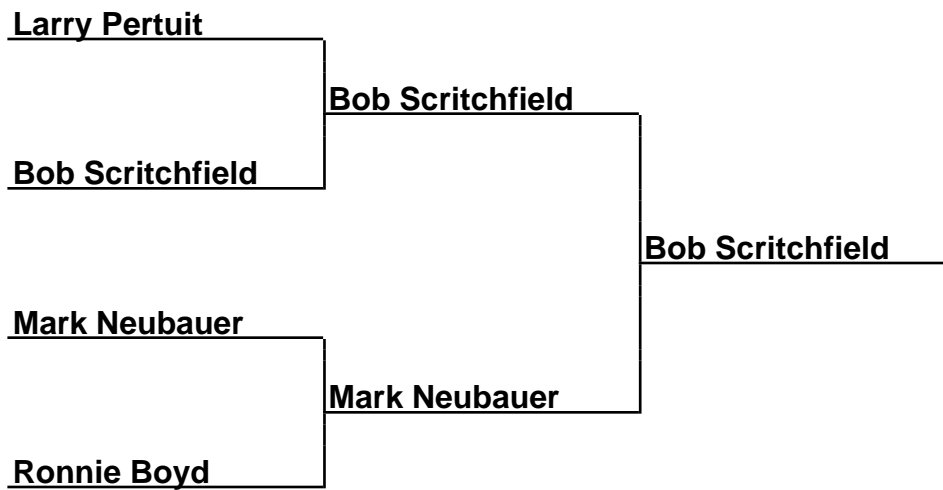 Larry Pertuit
Bob Scritchfield
Bob Scritchfield
Bob Scritchfield
Mark Neubauer
Mark Neubauer
Ronnie Boyd